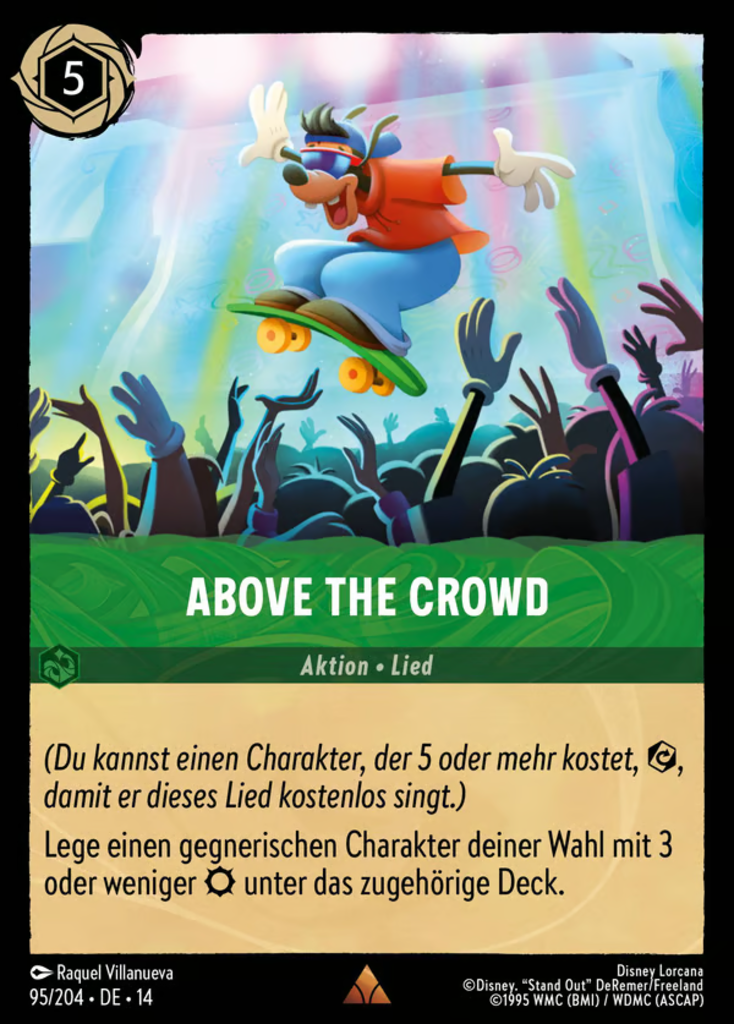 5
ABOVE THE CROWD
Aktion • Lied
(Du kannst einen Charakter, der 5 oder mehr kostet, ,
damit er dieses Lied kostenlos singt.)
Lege einen gegnerischen Charakter deiner Wahl mit 3
oder weniger unter das zugehörige Deck.
Raquel Villanueva
95/204 • DE • 14
Disney Lorcana
©Disney. “Stand Out” DeRemer/Freeland
©1995 WMC (BMI) / WDMC (ASCAP)